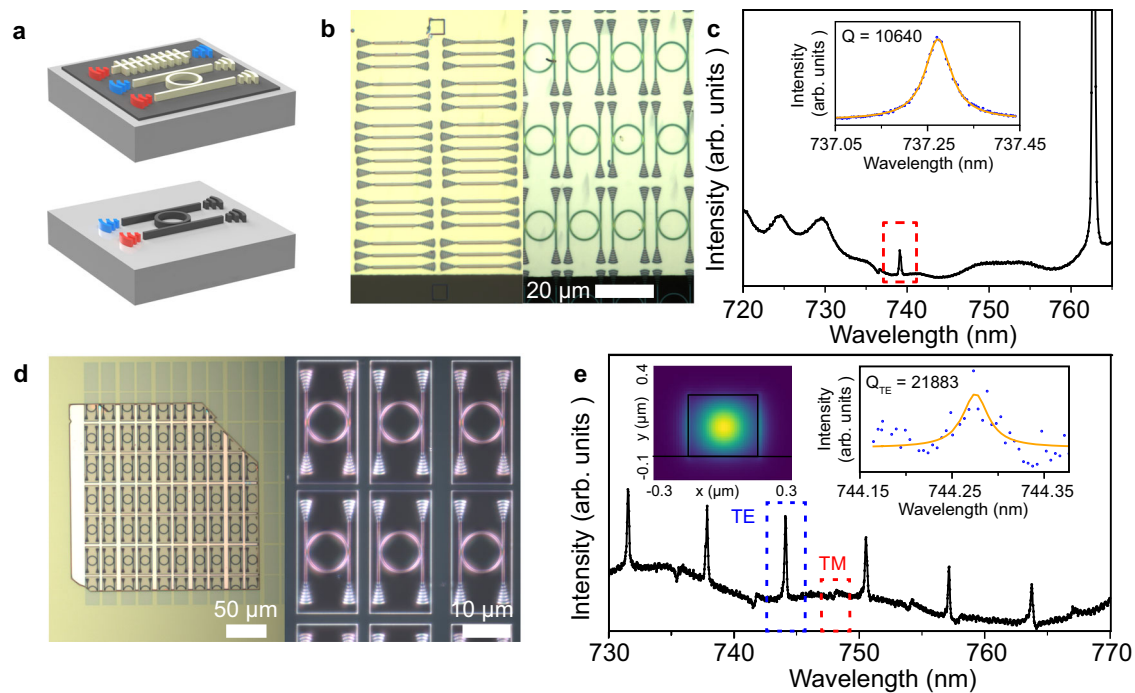 a
b
20 µm
c
Intensity (arb. units)
Q = 10640
Intensity
(arb. units)
737.05
737.25
737.45
Wavelength (nm)
720
730
740
750
760
Wavelength (nm)
d
50 µm
10 µm
e
Intensity (arb. units)
0.4
y (µm)
-0.1
-0.3
x (µm)
0.3
Q_TE = 21883
Intensity
(arb. units)
744.15
744.25
744.35
Wavelength (nm)
TE
TM
730
740
750
760
770
Wavelength (nm)